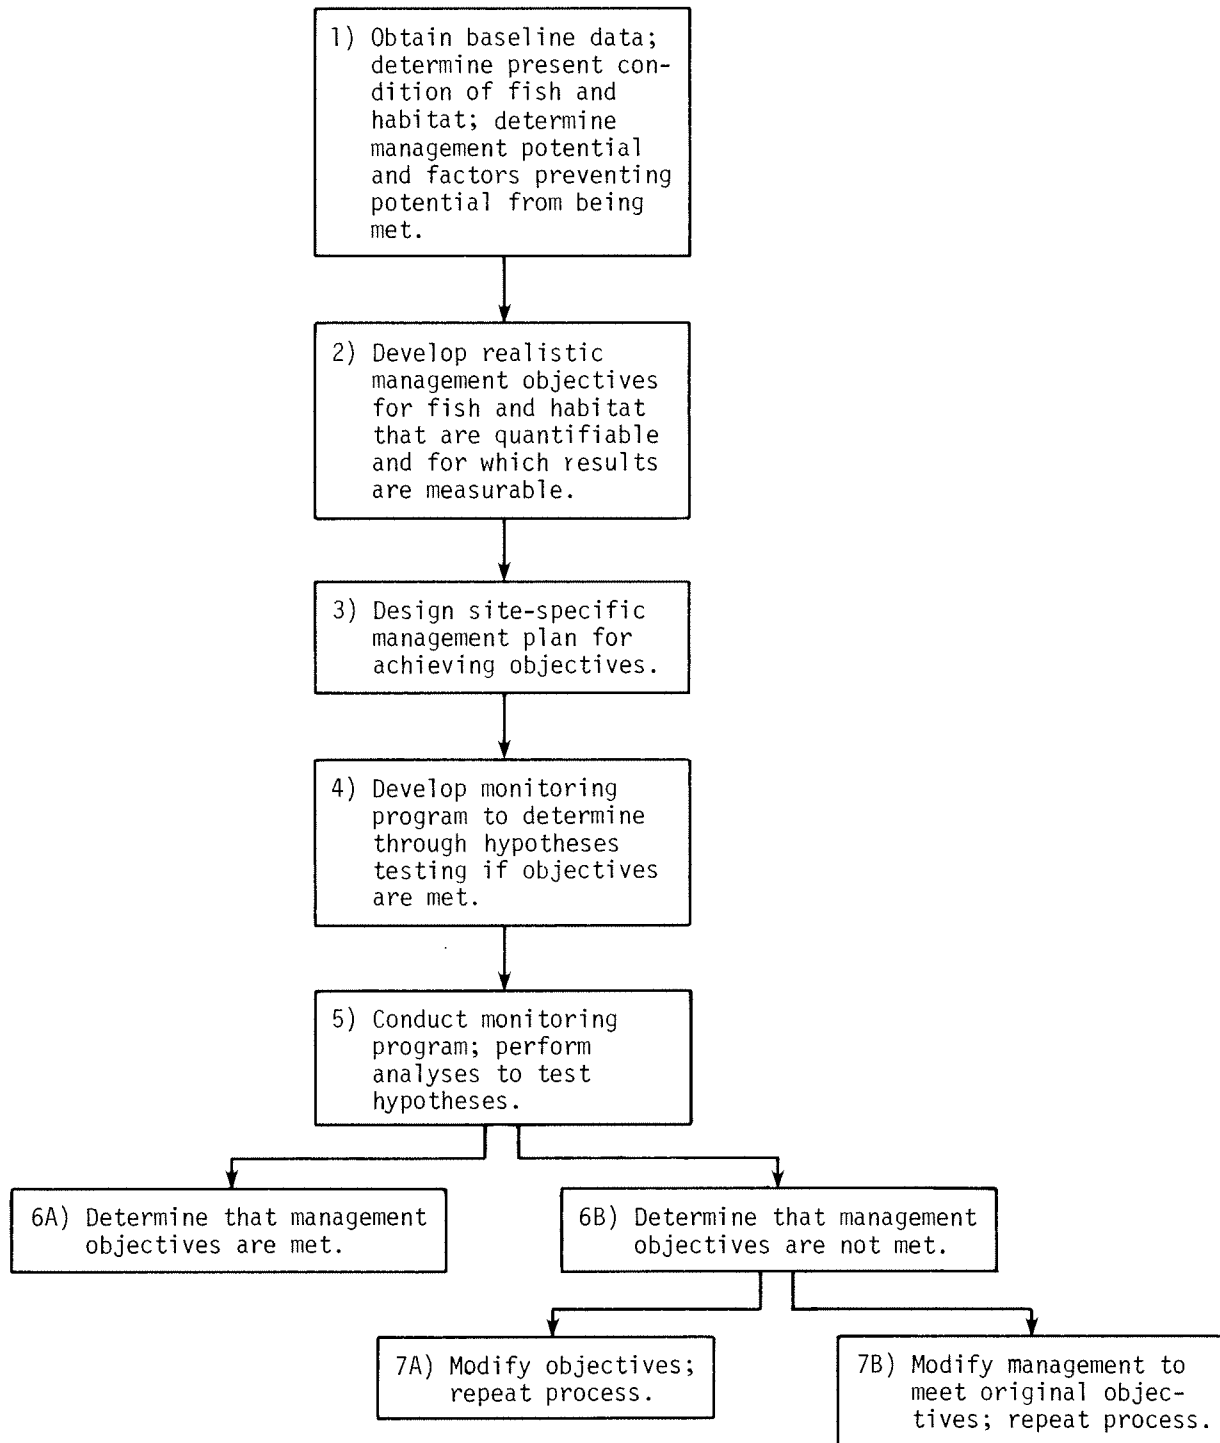 1) Obtain baseline data;
determine present con-
dition of fish and
habitat; determine
management potential
and factors preventing
potential from being
met.
2) Develop realistic
management objectives
for fish and habitat
that are quantifiable
and for which results
are measurable.
3) Design site-specific
management plan for
achieving objectives.
4) Develop monitoring
program to determine
through hypotheses
testing if objectives
are met.
5) Conduct monitoring
program; perform
analyses to test
hypotheses.
6A) Determine that management
objectives are met.
6B) Determine that management
objectives are not met.
7A) Modify objectives;
repeat process.
7B) Modify management to
meet original objec-
tives; repeat process.